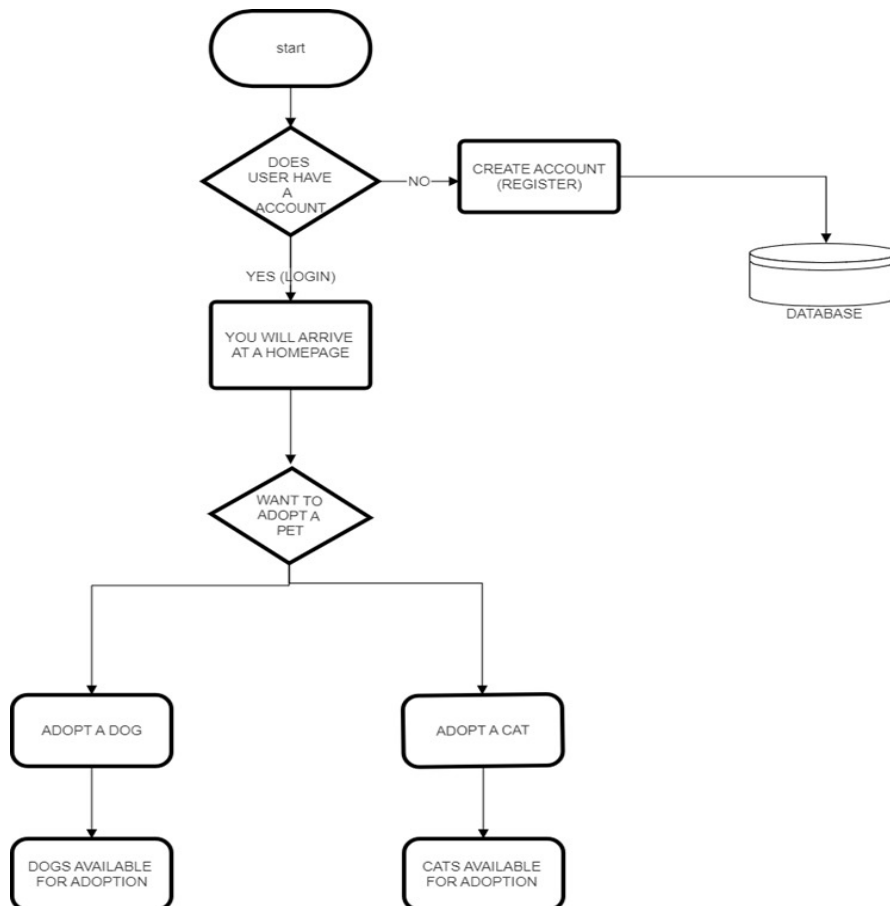 start
DOES
USER HAVE
A
ACCOUNT
NO
CREATE ACCOUNT
(REGISTER)
YES (LOGIN)
DATABASE
YOU WILL ARRIVE
AT A HOMEPAGE
WANT TO
ADOPT A
PET
ADOPT A DOG
ADOPT A CAT
DOGS AVAILABLE
FOR ADOPTION
CATS AVAILABLE
FOR ADOPTION